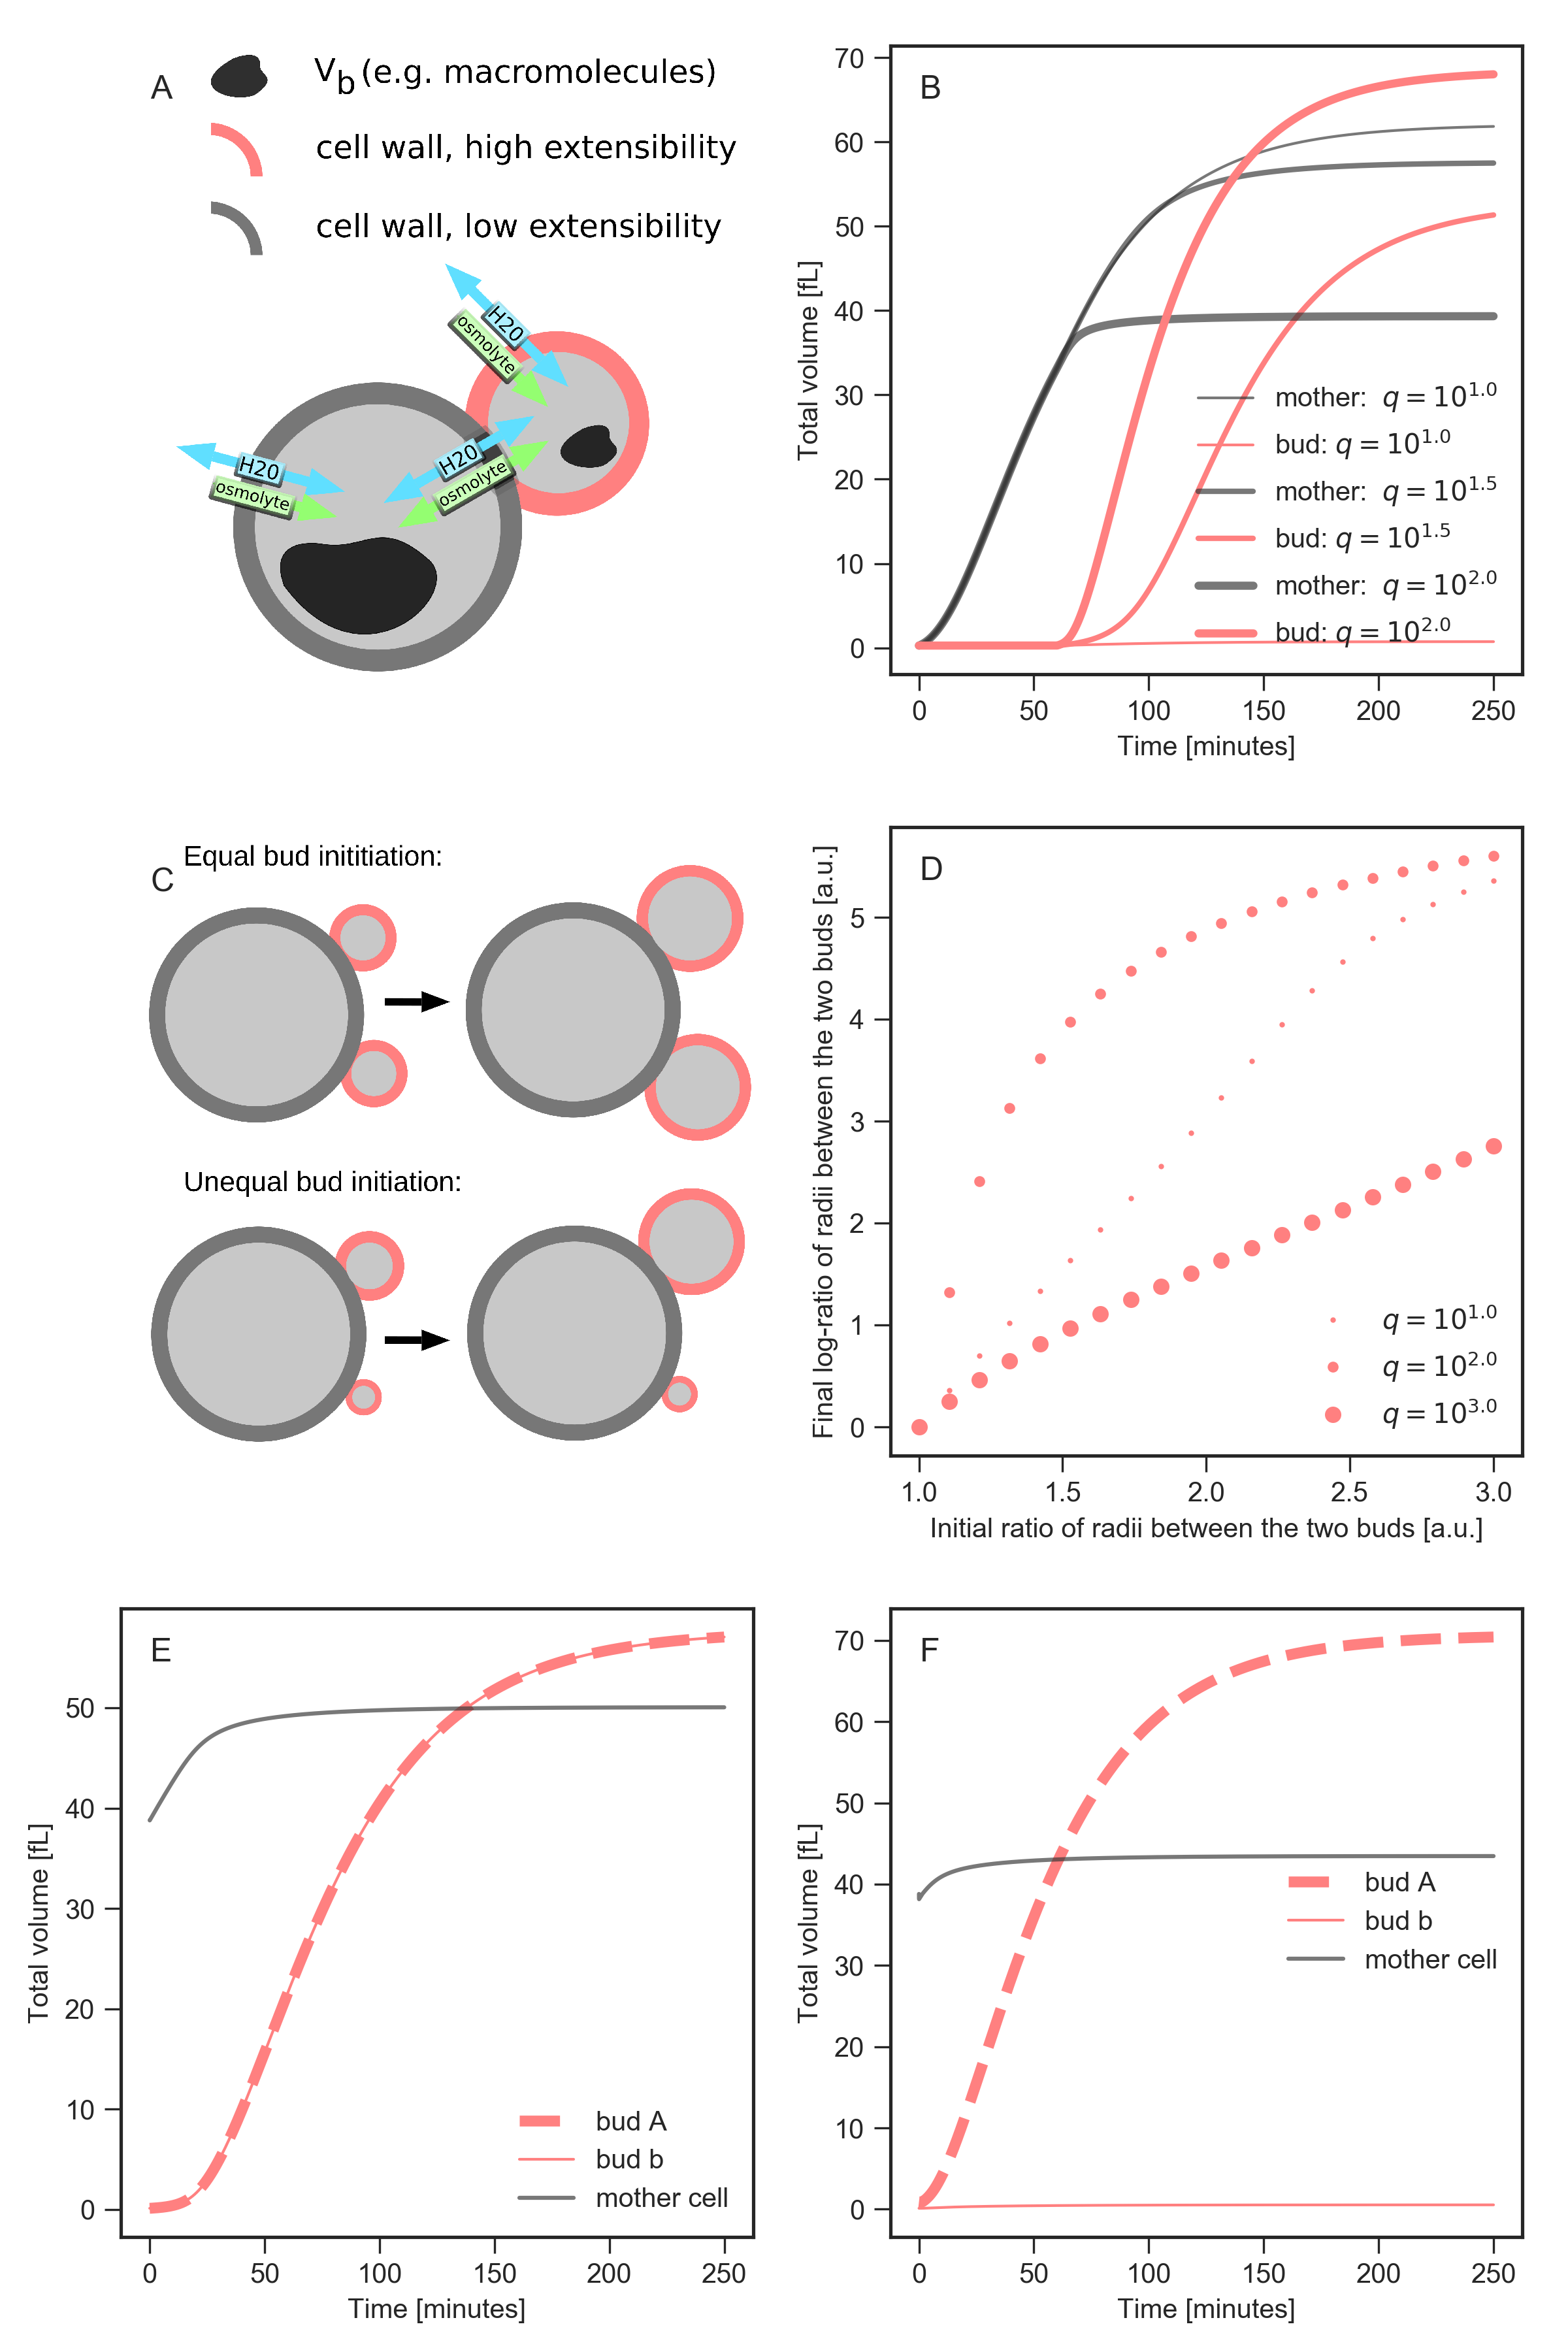 A
Vb (e.g. macromolecules)
cell wall, high extensibility
cell wall, low extensibility
H20
osmolyte
H20
osmolyte
H20
osmolyte
B
Total volume [fL]
70
60
50
40
30
20
10
0
mother: q = 10^1.0
bud: q = 10^1.0
mother: q = 10^1.5
bud: q = 10^1.5
mother: q = 10^2.0
bud: q = 10^2.0
0 50 100 150 200 250
Time [minutes]
C
Equal bud inititiation:
Unequal bud initiation:
D
Final log-ratio of radii between the two buds [a.u.]
5
4
3
2
1
0
q = 10^1.0
q = 10^2.0
q = 10^3.0
1.0 1.5 2.0 2.5 3.0
Initial ratio of radii between the two buds [a.u.]
E
Total volume [fL]
50
40
30
20
10
0
bud A
bud b
mother cell
0 50 100 150 200 250
Time [minutes]
F
Total volume [fL]
70
60
50
40
30
20
10
0
bud A
bud b
mother cell
0 50 100 150 200 250
Time [minutes]